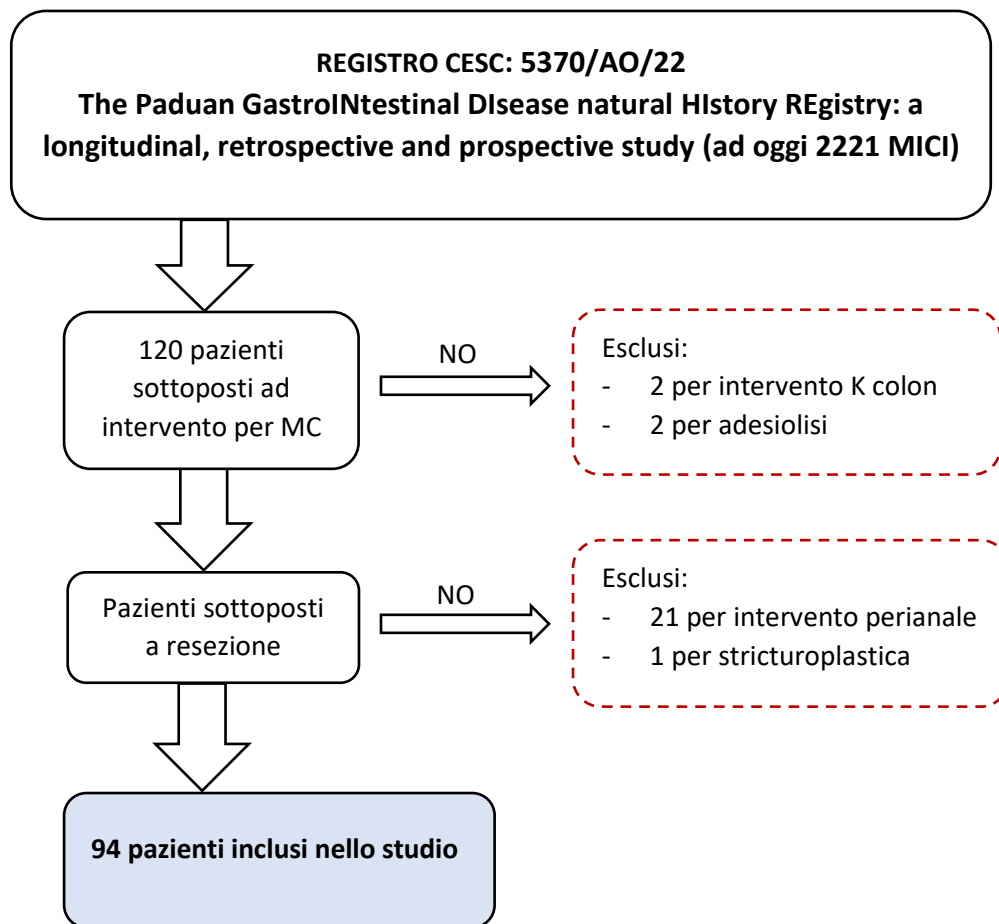 REGISTRO CESC: 5370/AO/22
The Paduan GastroINtestinal DIsease natural HIstory REgistry: a
longitudinal, retrospective and prospective study (ad oggi 2221 MICI)
120 pazienti
sottoposti ad
intervento per MC
NO
Esclusi:
- 2 per intervento K colon
- 2 per adesiolisi
Pazienti sottoposti
a resezione
NO
Esclusi:
- 21 per intervento perianale
- 1 per stricturoplastica
94 pazienti inclusi nello studio